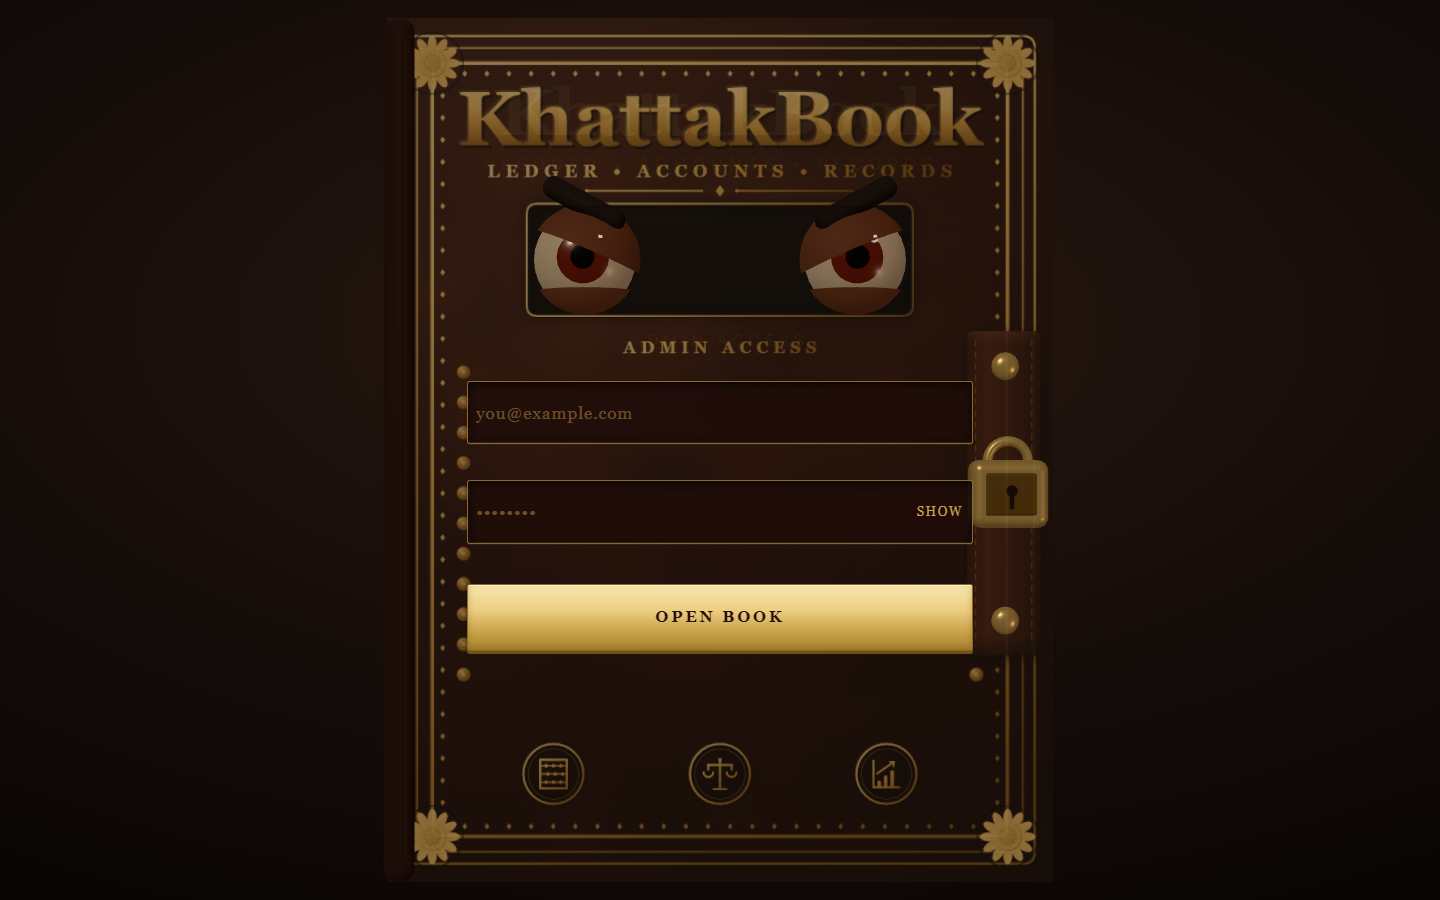 KhattakBook
LEDGER • ACCOUNTS • RECORDS
ADMIN ACCESS
you@example.com
•••••••• SHOW
OPEN BOOK